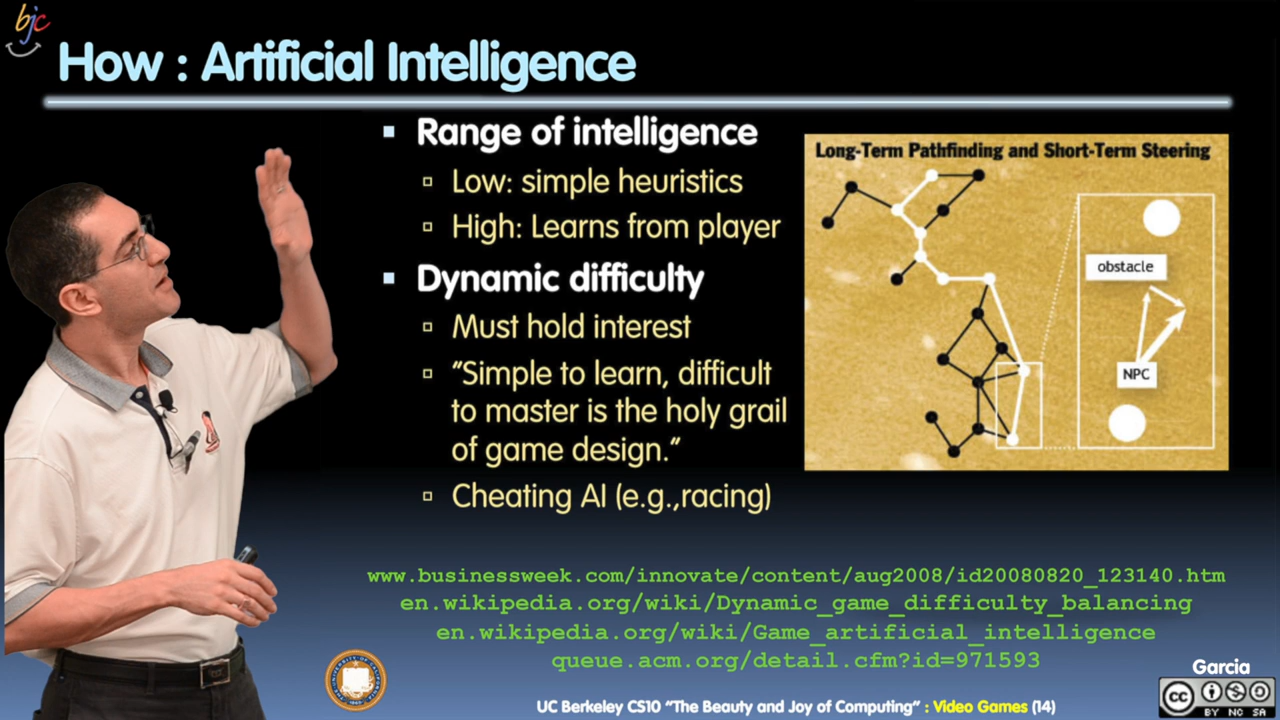 bjc
How : Artificial Intelligence
Range of intelligence
Low: simple heuristics
High: Learns from player
Dynamic difficulty
Must hold interest
“Simple to learn, difficult
to master is the holy grail
of game design.”
Cheating AI (e.g.,racing)
Long-Term Pathfinding and Short-Term Steering
obstacle
NPC
www.businessweek.com/innovate/content/aug2008/id20080820_123140.htm
en.wikipedia.org/wiki/Dynamic_game_difficulty_balancing
en.wikipedia.org/wiki/Game_artificial_intelligence
queue.acm.org/detail.cfm?id=971593
Garcia
UC Berkeley CS10 “The Beauty and Joy of Computing” : Video Games (14)
cc
BY NC SA